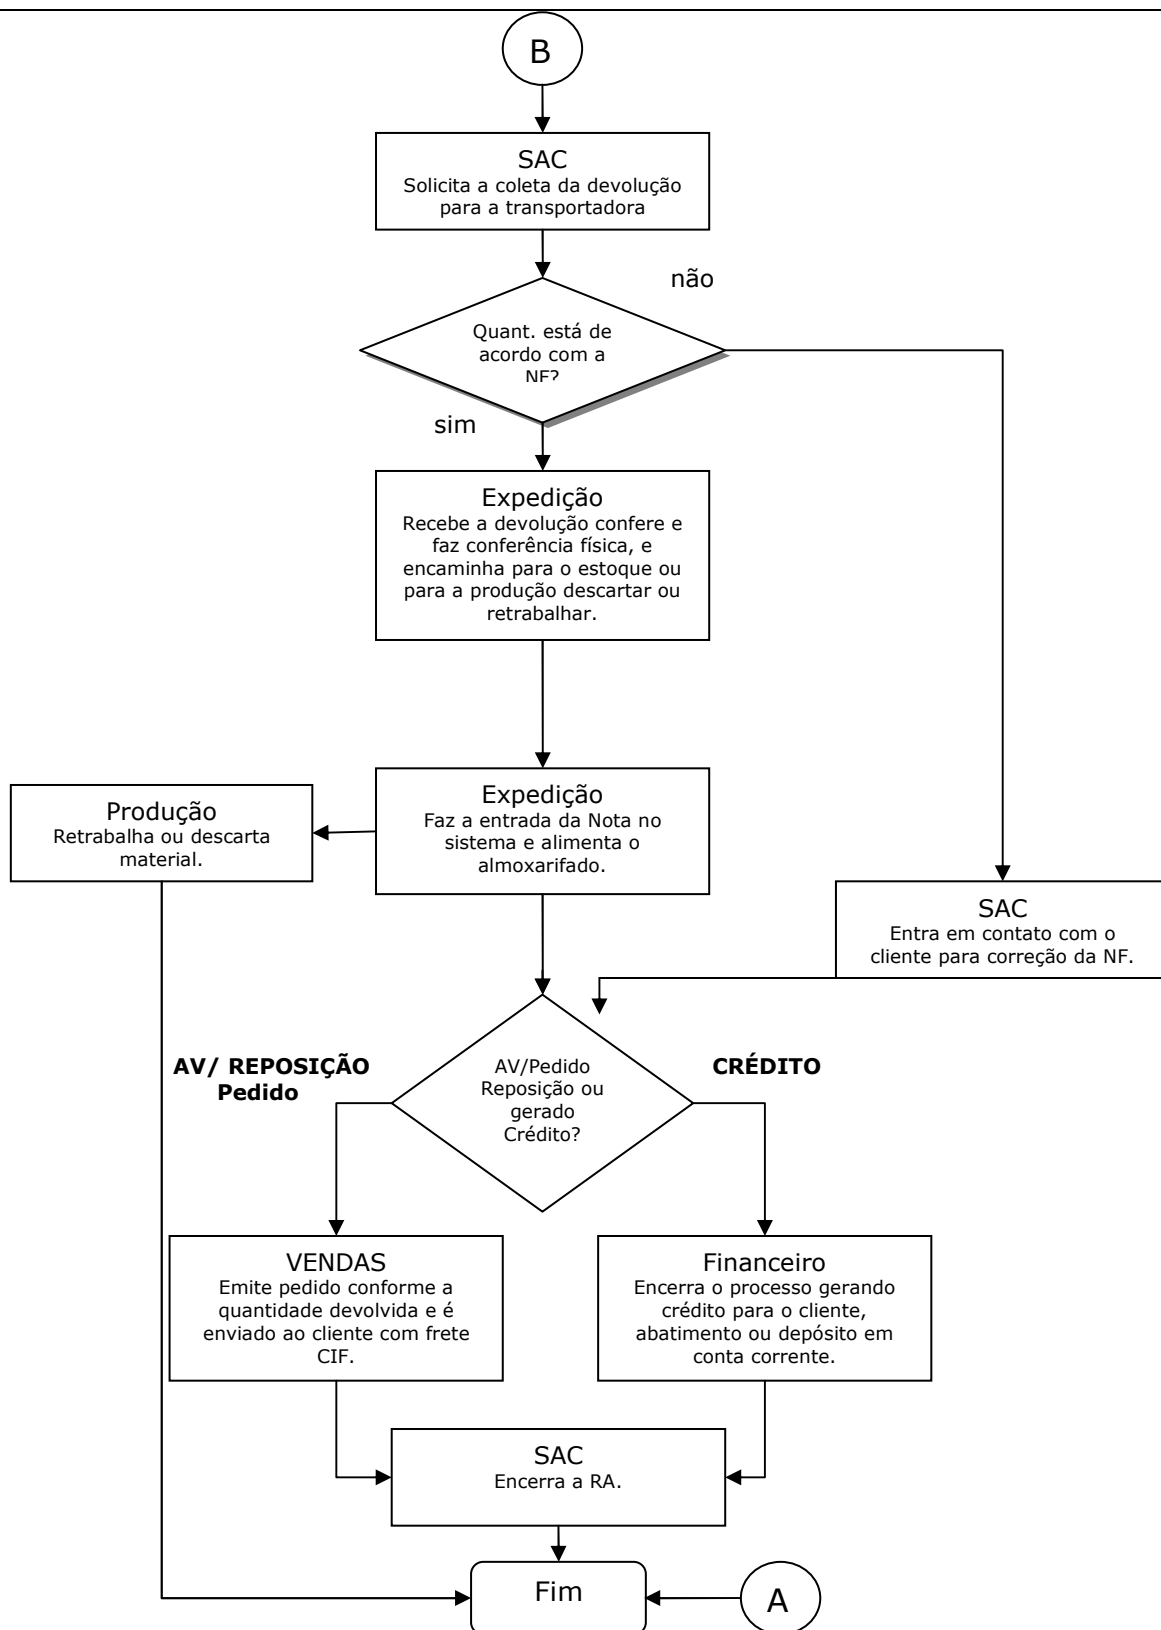 B
SAC
Solicita a coleta da devolução
para a transportadora
não
Quant. está de
acordo com a
NF?
sim
Expedição
Recebe a devolução confere e
faz conferência física, e
encaminha para o estoque ou
para a produção descartar ou
retrabalhar.
Produção
Retrabalha ou descarta
material.
Expedição
Faz a entrada da Nota no
sistema e alimenta o
almoxarifado.
SAC
Entra em contato com o
cliente para correção da NF.
AV/ REPOSIÇÃO
Pedido
AV/Pedido
Reposição ou
gerado
Crédito?
CRÉDITO
VENDAS
Emite pedido conforme a
quantidade devolvida e é
enviado ao cliente com frete
CIF.
Financeiro
Encerra o processo gerando
crédito para o cliente,
abatimento ou depósito em
conta corrente.
SAC
Encerra a RA.
Fim
A